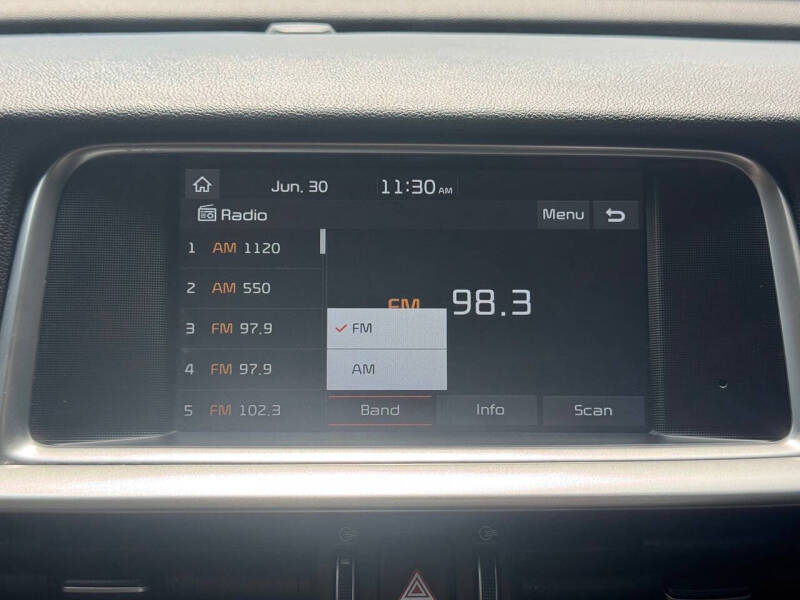 Jun. 30 11:30 AM
Radio Menu
1 AM 1120
2 AM 550
FM 98.3
3 FM 97.9
FM
4 FM 97.9
AM
5 FM 102.3
Band Info Scan